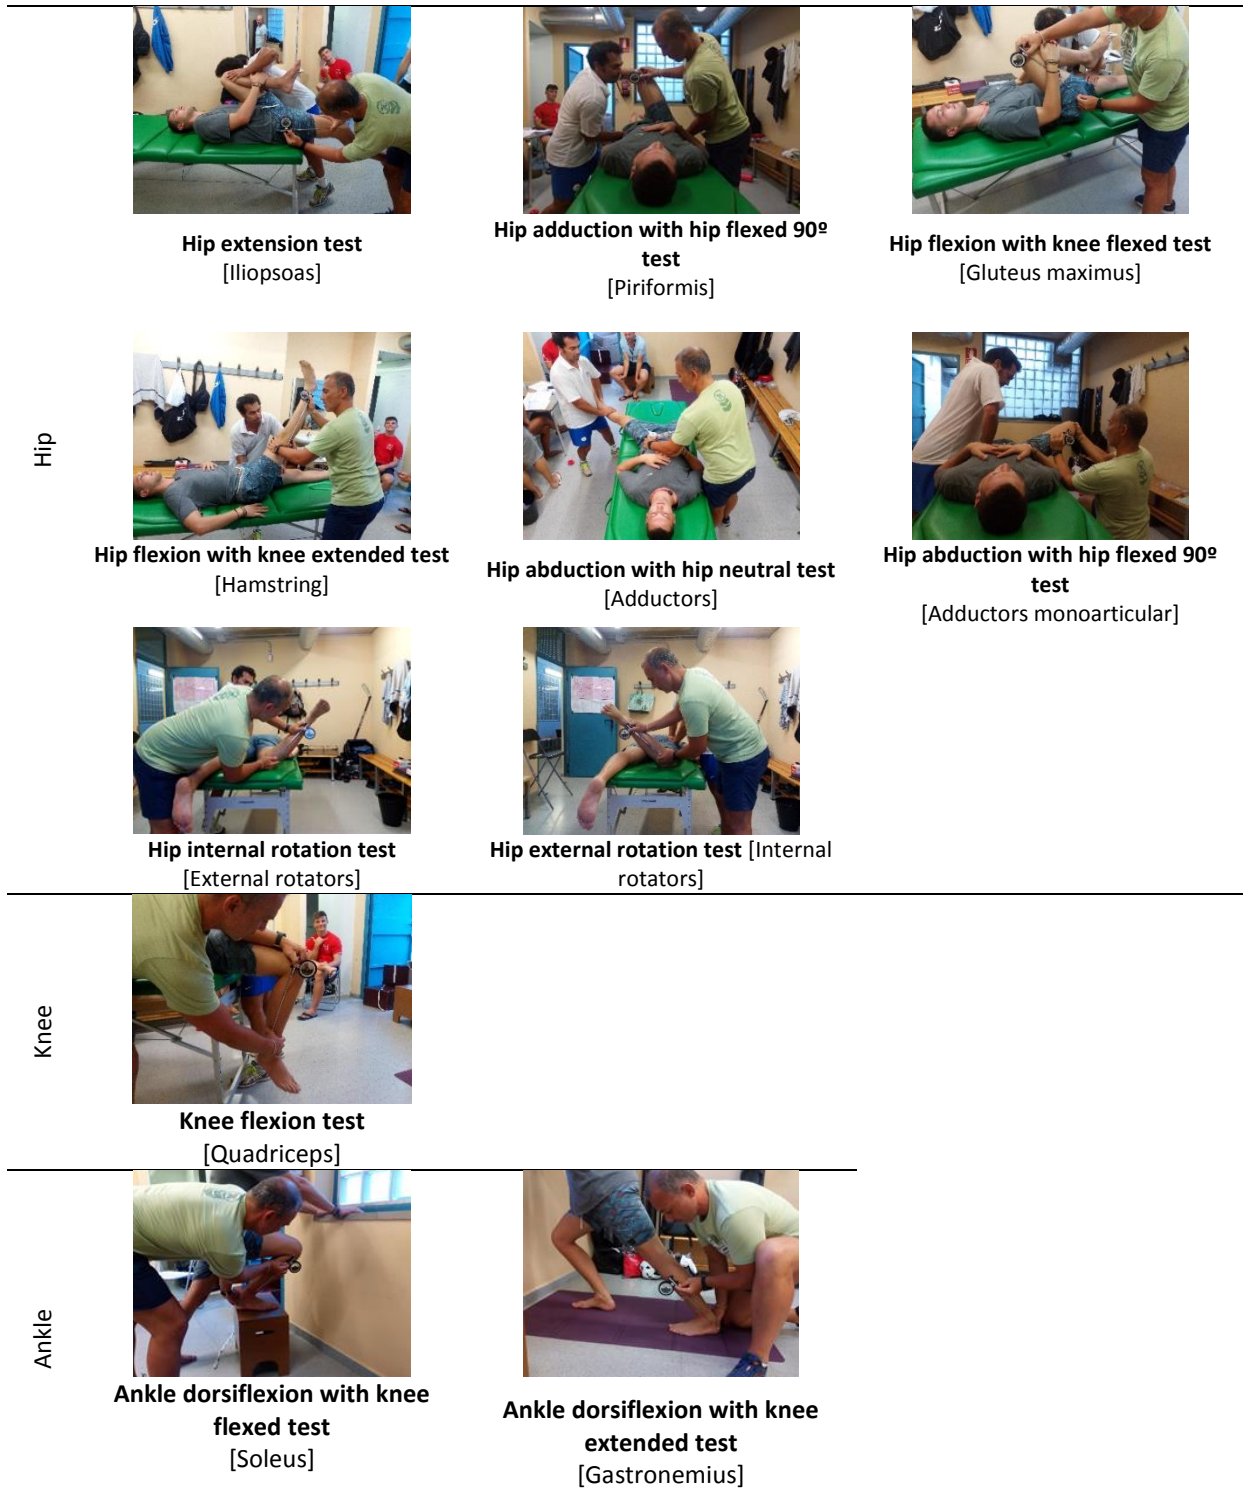 Hip
Hip extension test
[Iliopsoas]
Hip adduction with hip flexed 90º
test
[Piriformis]
Hip flexion with knee flexed test
[Gluteus maximus]
Hip flexion with knee extended test
[Hamstring]
Hip abduction with hip neutral test
[Adductors]
Hip abduction with hip flexed 90º
test
[Adductors monoarticular]
Hip internal rotation test
[External rotators]
Hip external rotation test [Internal
rotators]
Knee
Knee flexion test
[Quadriceps]
Ankle
Ankle dorsiflexion with knee
flexed test
[Soleus]
Ankle dorsiflexion with knee
extended test
[Gastronemius]